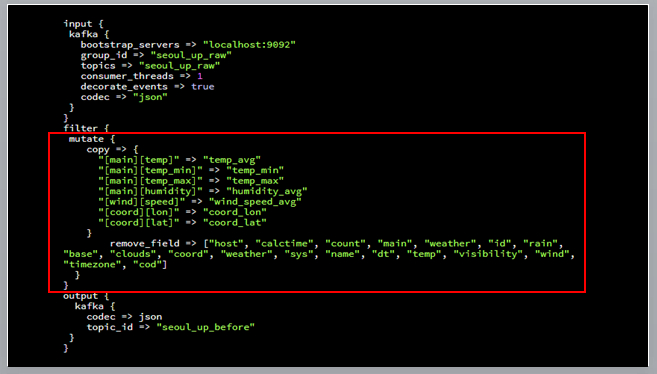 input {
kafka {
bootstrap_servers => "localhost:9092"
group_id => "seoul_up_raw"
topics => "seoul_up_raw"
consumer_threads => 1
decorate_events => true
codec => "json"
}
}
filter {
mutate {
copy => {
"[main][temp]" => "temp_avg"
"[main][temp_min]" => "temp_min"
"[main][temp_max]" => "temp_max"
"[main][humidity]" => "humidity_avg"
"[wind][speed]" => "wind_speed_avg"
"[coord][lon]" => "coord_lon"
"[coord][lat]" => "coord_lat"
}
remove_field => ["host", "calctime", "count", "main", "weather", "id", "rain",
"base", "clouds", "coord", "weather", "sys", "name", "dt", "temp", "visibility", "wind",
"timezone", "cod"]
}
}
output {
kafka {
codec => json
topic_id => "seoul_up_before"
}
}